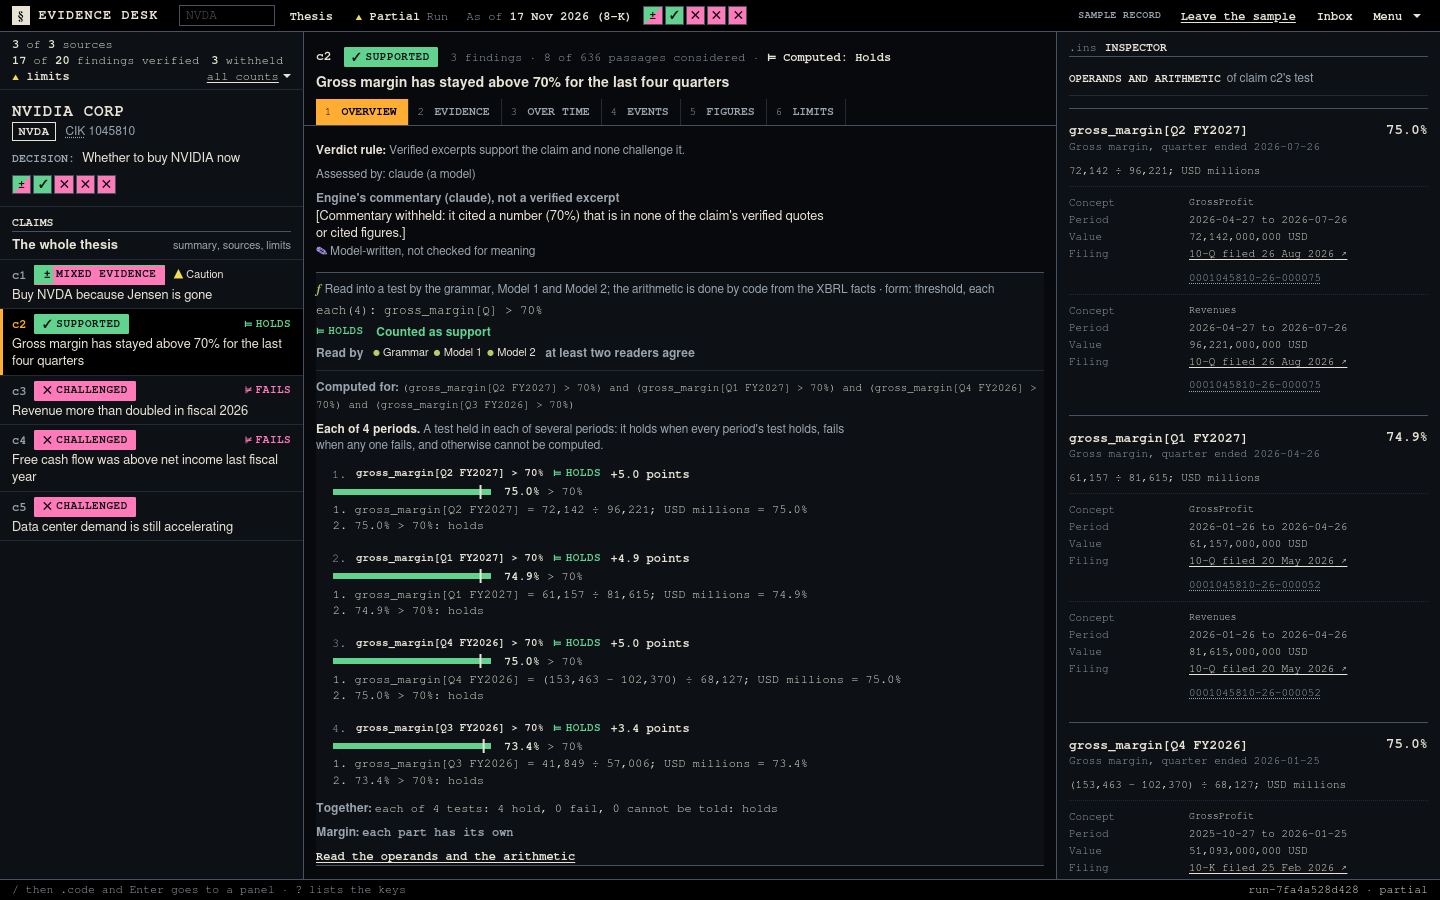 § EVIDENCE DESK NVDA Thesis ▲ Partial Run As of 17 Nov 2026 (8-K) ± ✓ ✕ ✕ ✕ SAMPLE RECORD Leave the sample Inbox Menu
3 of 3 sources
17 of 20 findings verified 3 withheld
▲ limits all counts
NVIDIA CORP
NVDA CIK 1045810
DECISION: Whether to buy NVIDIA now
± ✓ ✕ ✕ ✕
CLAIMS
The whole thesis summary, sources, limits
c1 ± MIXED EVIDENCE ▲ Caution
Buy NVDA because Jensen is gone
c2 ✓ SUPPORTED ⊨ HOLDS
Gross margin has stayed above 70% for the last
four quarters
c3 ✕ CHALLENGED ⊭ FAILS
Revenue more than doubled in fiscal 2026
c4 ✕ CHALLENGED ⊭ FAILS
Free cash flow was above net income last fiscal
year
c5 ✕ CHALLENGED
Data center demand is still accelerating
c2 ✓ SUPPORTED 3 findings · 8 of 636 passages considered · ⊨ Computed: Holds
Gross margin has stayed above 70% for the last four quarters
1 OVERVIEW 2 EVIDENCE 3 OVER TIME 4 EVENTS 5 FIGURES 6 LIMITS
Verdict rule: Verified excerpts support the claim and none challenge it.
Assessed by: claude (a model)
Engine's commentary (claude), not a verified excerpt
[Commentary withheld: it cited a number (70%) that is in none of the claim's verified quotes
or cited figures.]
✎ Model-written, not checked for meaning
ƒ Read into a test by the grammar, Model 1 and Model 2; the arithmetic is done by code from the XBRL facts · form: threshold, each
each(4): gross_margin[Q] > 70%
⊨ HOLDS Counted as support
Read by ● Grammar ● Model 1 ● Model 2 at least two readers agree
Computed for: (gross_margin[Q2 FY2027] > 70%) and (gross_margin[Q1 FY2027] > 70%) and (gross_margin[Q4 FY2026] >
70%) and (gross_margin[Q3 FY2026] > 70%)
Each of 4 periods. A test held in each of several periods: it holds when every period's test holds, fails
when any one fails, and otherwise cannot be computed.
1. gross_margin[Q2 FY2027] > 70% ⊨ HOLDS +5.0 points
75.0% > 70%
1. gross_margin[Q2 FY2027] = 72,142 ÷ 96,221; USD millions = 75.0%
2. 75.0% > 70%: holds
2. gross_margin[Q1 FY2027] > 70% ⊨ HOLDS +4.9 points
74.9% > 70%
1. gross_margin[Q1 FY2027] = 61,157 ÷ 81,615; USD millions = 74.9%
2. 74.9% > 70%: holds
3. gross_margin[Q4 FY2026] > 70% ⊨ HOLDS +5.0 points
75.0% > 70%
1. gross_margin[Q4 FY2026] = (153,463 − 102,370) ÷ 68,127; USD millions = 75.0%
2. 75.0% > 70%: holds
4. gross_margin[Q3 FY2026] > 70% ⊨ HOLDS +3.4 points
73.4% > 70%
1. gross_margin[Q3 FY2026] = 41,849 ÷ 57,006; USD millions = 73.4%
2. 73.4% > 70%: holds
Together: each of 4 tests: 4 hold, 0 fail, 0 cannot be told: holds
Margin: each part has its own
Read the operands and the arithmetic
.ins INSPECTOR
OPERANDS AND ARITHMETIC of claim c2's test
gross_margin[Q2 FY2027] 75.0%
Gross margin, quarter ended 2026-07-26
72,142 ÷ 96,221; USD millions
Concept GrossProfit
Period 2026-04-27 to 2026-07-26
Value 72,142,000,000 USD
Filing 10-Q filed 26 Aug 2026 ↗
0001045810-26-000075
Concept Revenues
Period 2026-04-27 to 2026-07-26
Value 96,221,000,000 USD
Filing 10-Q filed 26 Aug 2026 ↗
0001045810-26-000075
gross_margin[Q1 FY2027] 74.9%
Gross margin, quarter ended 2026-04-26
61,157 ÷ 81,615; USD millions
Concept GrossProfit
Period 2026-01-26 to 2026-04-26
Value 61,157,000,000 USD
Filing 10-Q filed 20 May 2026 ↗
0001045810-26-000052
Concept Revenues
Period 2026-01-26 to 2026-04-26
Value 81,615,000,000 USD
Filing 10-Q filed 20 May 2026 ↗
0001045810-26-000052
gross_margin[Q4 FY2026] 75.0%
Gross margin, quarter ended 2026-01-25
(153,463 − 102,370) ÷ 68,127; USD millions
Concept GrossProfit
Period 2025-10-27 to 2026-01-25
Value 51,093,000,000 USD
Filing 10-K filed 25 Feb 2026 ↗
/ then .code and Enter goes to a panel · ? lists the keys run-7fa4a528d428 · partial